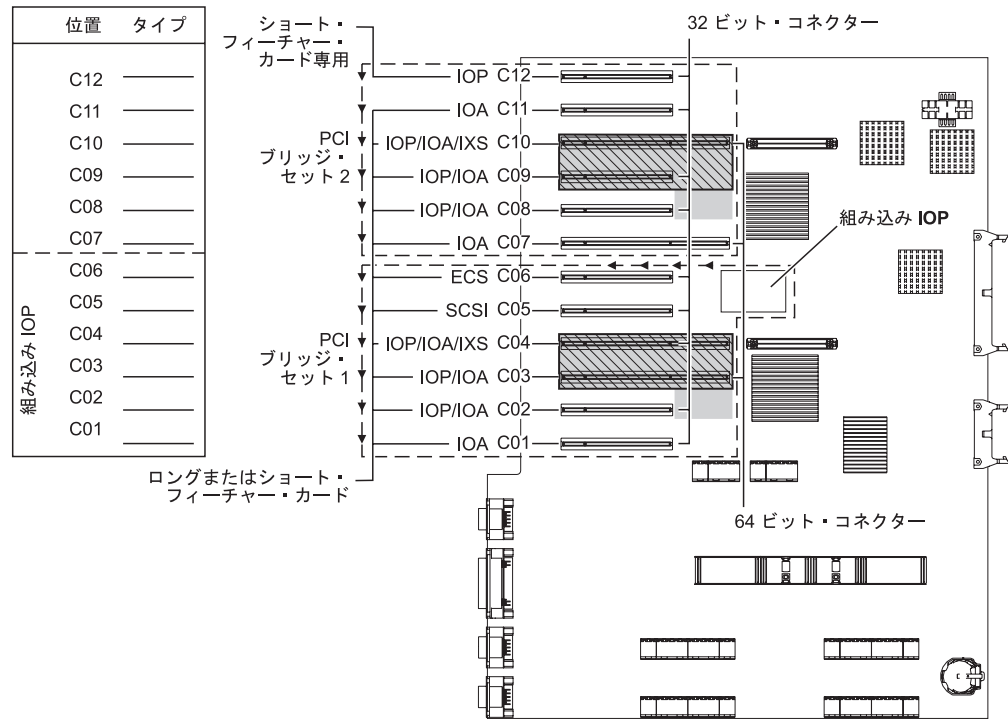 位置 タイプ
C12
C11
C10
C09
C08
C07
C06
C05
C04
C03
C02
C01
組み込み IOP
ショート・
フィーチャー・
カード専用
32 ビット・コネクター
IOP C12
IOA C11
PCI
ブリッジ・
セット 2
IOP/IOA/IXS C10
IOP/IOA C09
IOP/IOA C08
IOA C07
組み込み IOP
ECS C06
SCSI C05
PCI
ブリッジ・
セット 1
IOP/IOA/IXS C04
IOP/IOA C03
IOP/IOA C02
IOA C01
ロングまたはショート・
フィーチャー・カード
64 ビット・コネクター